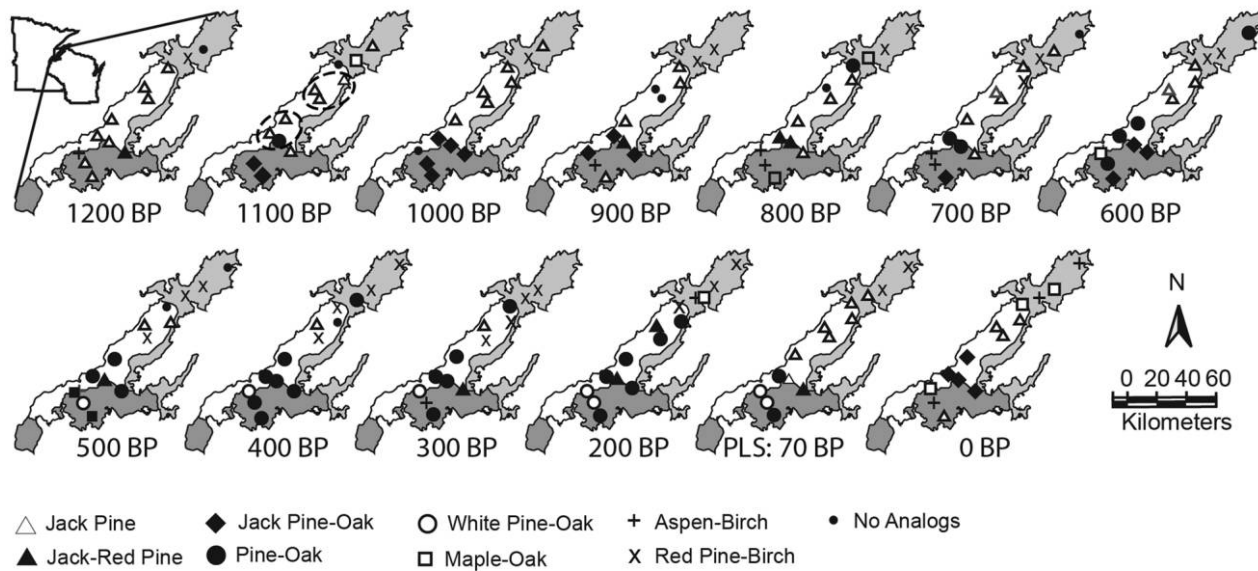 1200 BP 1100 BP 1000 BP 900 BP 800 BP 700 BP 600 BP
500 BP 400 BP 300 BP 200 BP PLS: 70 BP 0 BP
N
0 20 40 60
Kilometers
Jack Pine Jack Pine-Oak White Pine-Oak Aspen-Birch No Analogs
Jack-Red Pine Pine-Oak Maple-Oak Red Pine-Birch